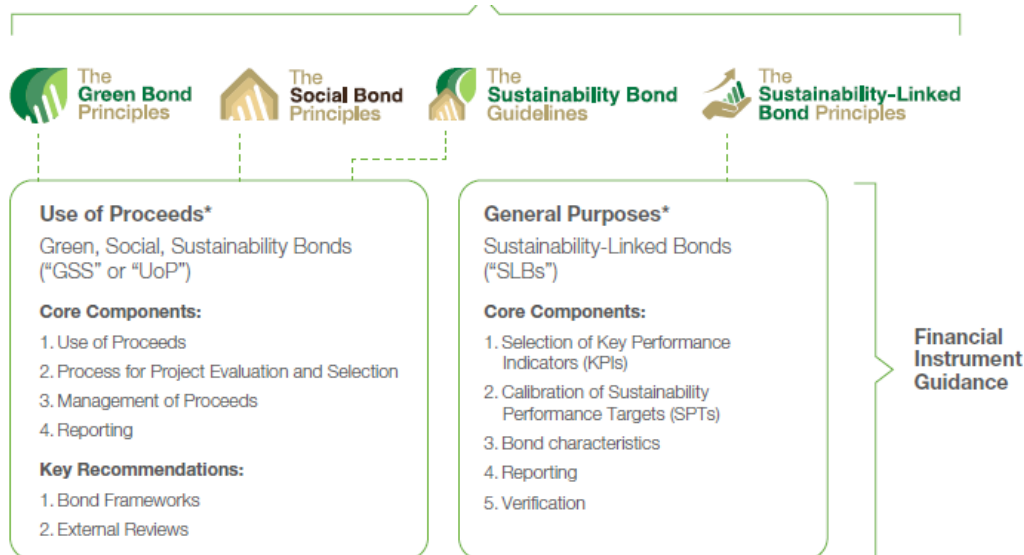 The
Green Bond
Principles
The
Social Bond
Principles
The
Sustainability Bond
Guidelines
The
Sustainability-Linked
Bond Principles
Use of Proceeds*
Green, Social, Sustainability Bonds
(“GSS” or “UoP”)
Core Components:
1. Use of Proceeds
2. Process for Project Evaluation and Selection
3. Management of Proceeds
4. Reporting
Key Recommendations:
1. Bond Frameworks
2. External Reviews
General Purposes*
Sustainability-Linked Bonds
(“SLBs”)
Core Components:
1. Selection of Key Performance
Indicators (KPIs)
2. Calibration of Sustainability
Performance Targets (SPTs)
3. Bond characteristics
4. Reporting
5. Verification
Financial
Instrument
Guidance